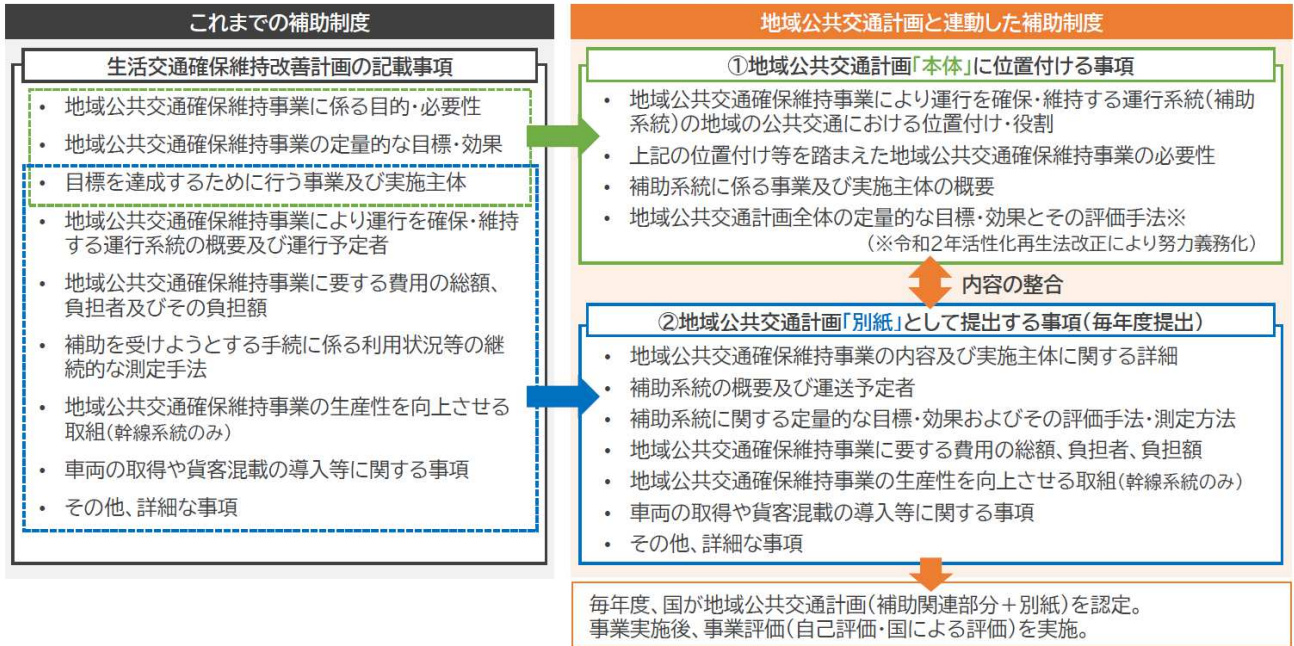 これまでの補助制度
生活交通確保維持改善計画の記載事項
• 地域公共交通確保維持事業に係る目的・必要性
• 地域公共交通確保維持事業の定量的な目標・効果
• 目標を達成するために行う事業及び実施主体
• 地域公共交通確保維持事業により運行を確保・維持
する運行系統の概要及び運行予定者
• 地域公共交通確保維持事業に要する費用の総額、
負担者及びその負担額
• 補助を受けようとする手続に係る利用状況等の継
続的な測定手法
• 地域公共交通確保維持事業の生産性を向上させる
取組(幹線系統のみ)
• 車両の取得や貨客混載の導入等に関する事項
• その他、詳細な事項
地域公共交通計画と連動した補助制度
①地域公共交通計画「本体」に位置付ける事項
• 地域公共交通確保維持事業により運行を確保・維持する運行系統(補助
系統)の地域の公共交通における位置付け・役割
• 上記の位置付け等を踏まえた地域公共交通確保維持事業の必要性
• 補助系統に係る事業及び実施主体の概要
• 地域公共交通計画全体の定量的な目標・効果とその評価手法※
(※令和2年活性化再生法改正により努力義務化)
内容の整合
②地域公共交通計画「別紙」として提出する事項(毎年度提出)
• 地域公共交通確保維持事業の内容及び実施主体に関する詳細
• 補助系統の概要及び運送予定者
• 補助系統に関する定量的な目標・効果およびその評価手法・測定方法
• 地域公共交通確保維持事業に要する費用の総額、負担者、負担額
• 地域公共交通確保維持事業の生産性を向上させる取組(幹線系統のみ)
• 車両の取得や貨客混載の導入等に関する事項
• その他、詳細な事項
毎年度、国が地域公共交通計画(補助関連部分+別紙)を認定。
事業実施後、事業評価(自己評価・国による評価)を実施。